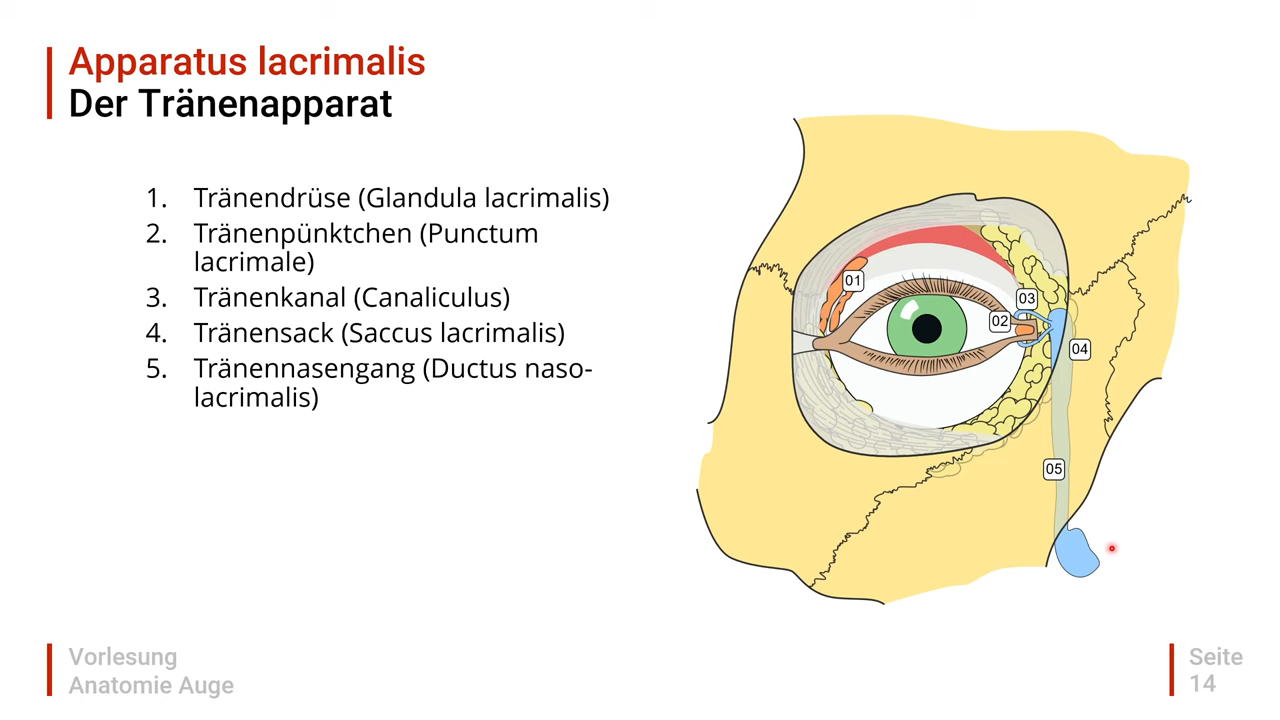 Apparatus lacrimalis
Der Tränenapparat
1. Tränendrüse (Glandula lacrimalis)
2. Tränenpünktchen (Punctum
lacrimale)
3. Tränenkanal (Canaliculus)
4. Tränensack (Saccus lacrimalis)
5. Tränennasengang (Ductus naso-
lacrimalis)
01
03
02
04
05
Vorlesung
Anatomie Auge
Seite
14